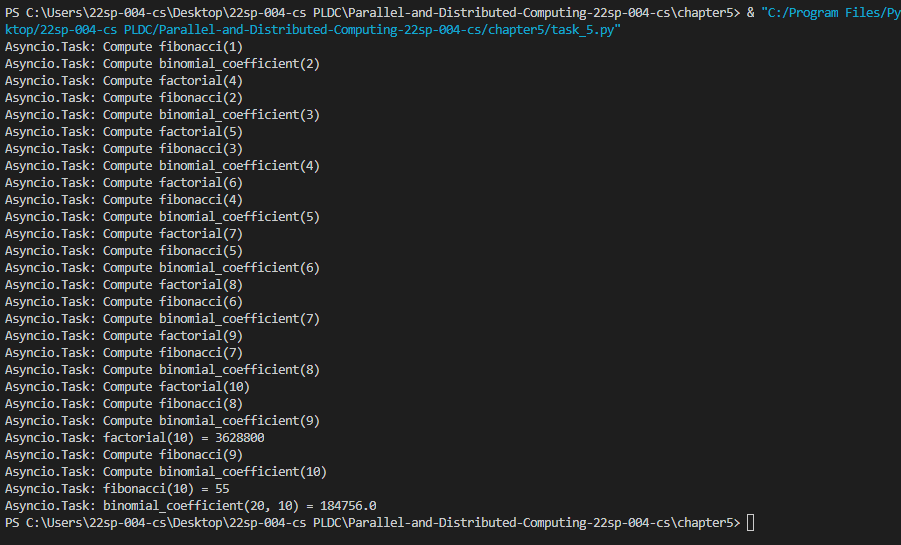 PS C:\Users\22sp-004-cs\Desktop\22sp-004-cs PLDC\Parallel-and-Distributed-Computing-22sp-004-cs\chapter5> & "C:/Program Files/Py
ktop/22sp-004-cs PLDC/Parallel-and-Distributed-Computing-22sp-004-cs/chapter5/task_5.py"
Asyncio.Task: Compute fibonacci(1)
Asyncio.Task: Compute binomial_coefficient(2)
Asyncio.Task: Compute factorial(4)
Asyncio.Task: Compute fibonacci(2)
Asyncio.Task: Compute binomial_coefficient(3)
Asyncio.Task: Compute factorial(5)
Asyncio.Task: Compute fibonacci(3)
Asyncio.Task: Compute binomial_coefficient(4)
Asyncio.Task: Compute factorial(6)
Asyncio.Task: Compute fibonacci(4)
Asyncio.Task: Compute binomial_coefficient(5)
Asyncio.Task: Compute factorial(7)
Asyncio.Task: Compute fibonacci(5)
Asyncio.Task: Compute binomial_coefficient(6)
Asyncio.Task: Compute factorial(8)
Asyncio.Task: Compute fibonacci(6)
Asyncio.Task: Compute binomial_coefficient(7)
Asyncio.Task: Compute factorial(9)
Asyncio.Task: Compute fibonacci(7)
Asyncio.Task: Compute binomial_coefficient(8)
Asyncio.Task: Compute factorial(10)
Asyncio.Task: Compute fibonacci(8)
Asyncio.Task: Compute binomial_coefficient(9)
Asyncio.Task: factorial(10) = 3628800
Asyncio.Task: Compute fibonacci(9)
Asyncio.Task: Compute binomial_coefficient(10)
Asyncio.Task: fibonacci(10) = 55
Asyncio.Task: binomial_coefficient(20, 10) = 184756.0
PS C:\Users\22sp-004-cs\Desktop\22sp-004-cs PLDC\Parallel-and-Distributed-Computing-22sp-004-cs\chapter5>